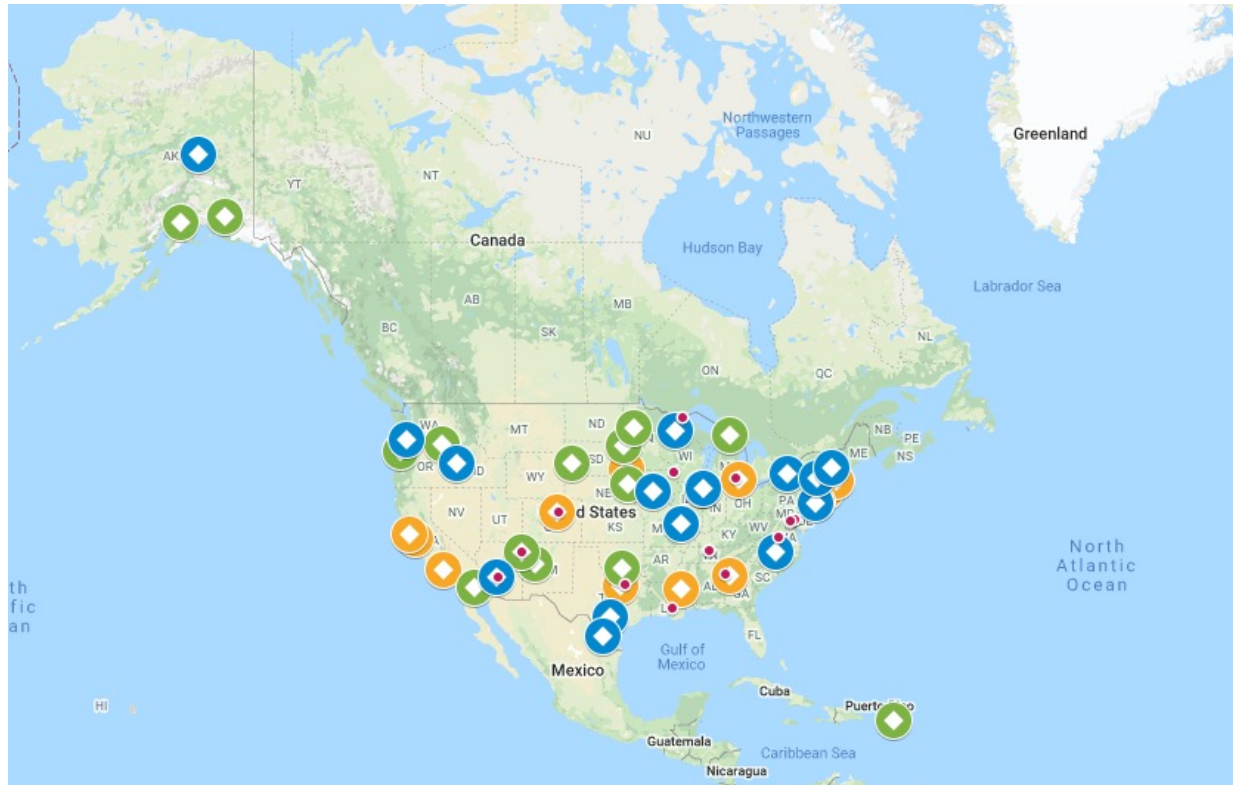 Northwestern
Passages
NU
Greenland
AK
YT
NT
Canada
Hudson Bay
Labrador Sea
AB
MB
BC
SK
NL
ON
QC
WA
MT
ND
NB
PE
ME
NS
OR
SD
WI
WY
NE
PA
OH
IN
NV
UT
d States
KS
KY
WV
North
Atlantic
Ocean
AR
SC
AL
GA
FL
Gulf of
Mexico
Mexico
HI
Cuba
Guatemala
Caribbean Sea
Nicaragua